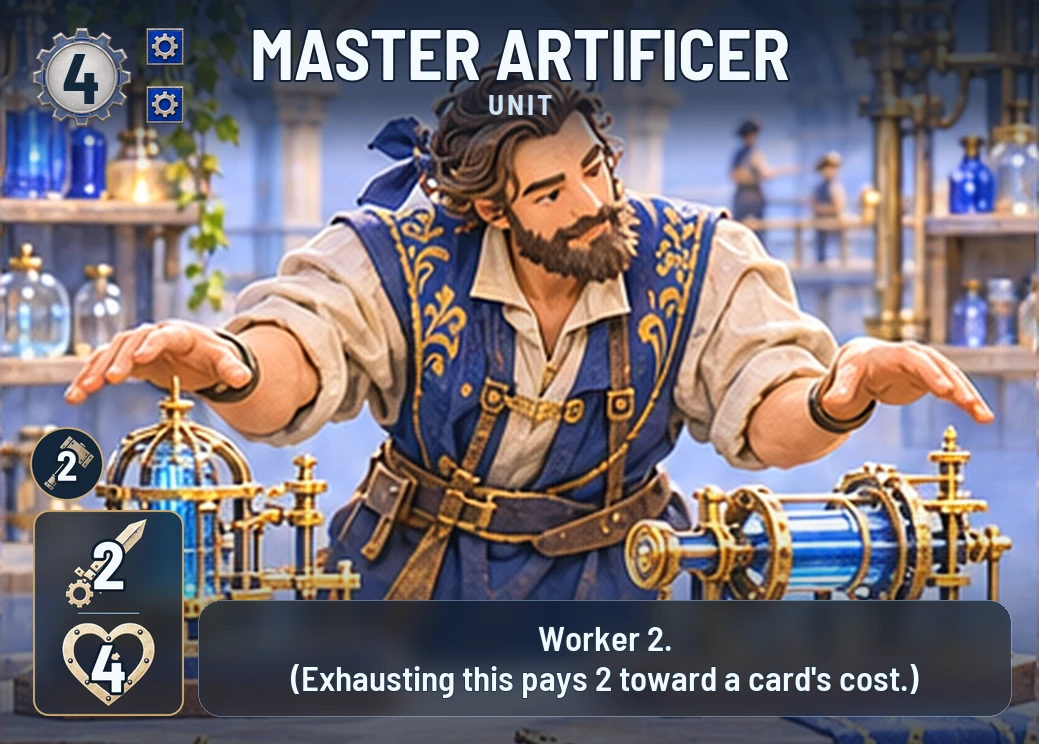 4
MASTER ARTIFICER
UNIT
2
2
4
Worker 2.
(Exhausting this pays 2 toward a card's cost.)